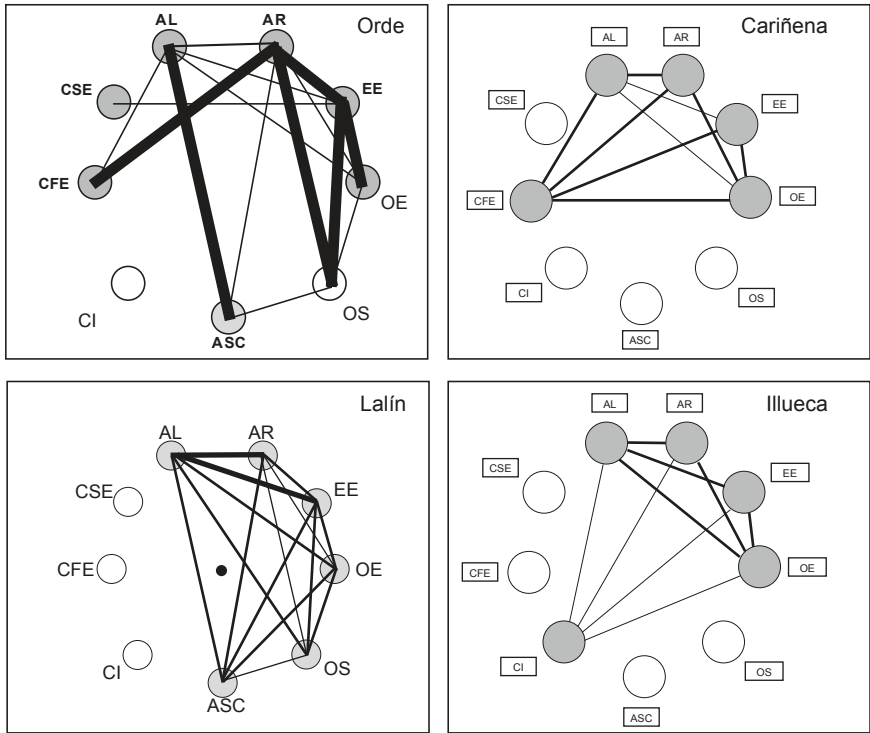 Orde
AL
AR
CSE
EE
CFE
OE
CI
OS
ASC
Cariñena
AL
AR
CSE
EE
CFE
OE
CI
OS
ASC
Lalín
AL
AR
CSE
EE
CFE
OE
CI
OS
ASC
Illueca
AL
AR
CSE
EE
CFE
OE
CI
OS
ASC